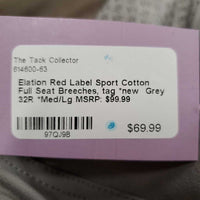 The Tack Collector
614600-63
Elation Red Label Sport Cotton
Full Seat Breeches, tag *new  Grey
32R *Med/Lg MSRP: $99.99
97QJ9B
$69.99